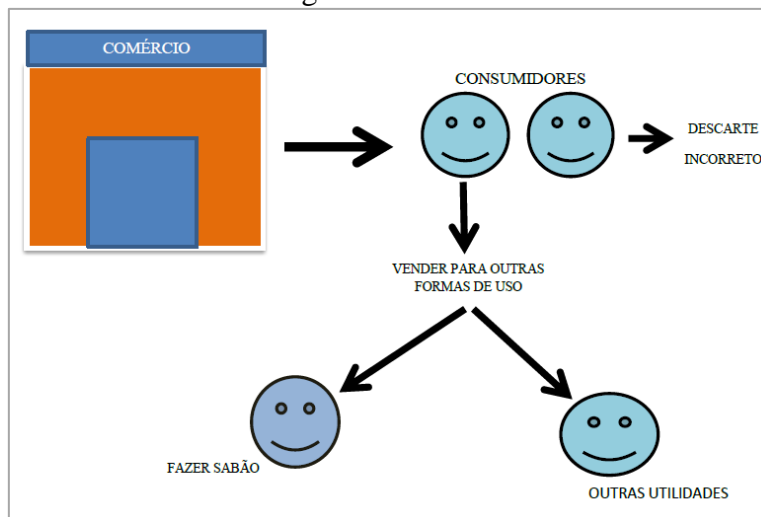 COMÉRCIO
CONSUMIDORES
DESCARTE
INCORRETO
VENDER PARA OUTRAS
FORMAS DE USO
FAZER SABÃO
OUTRAS UTILIDADES